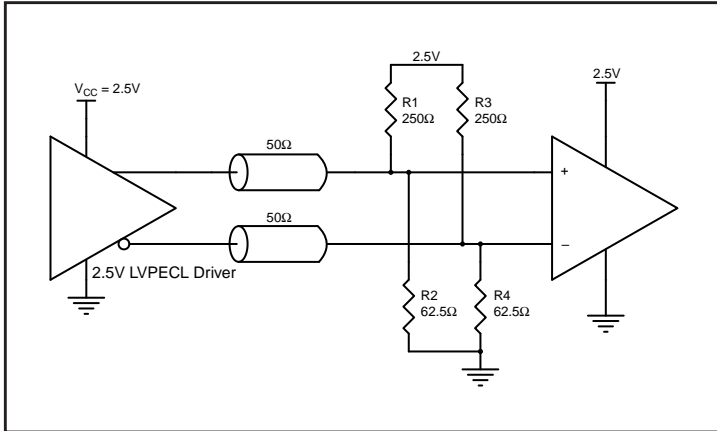 2.5V
V_CC = 2.5V
2.5V
R1
250Ω
R3
250Ω
50Ω
+
50Ω
−
2.5V LVPECL Driver
R2
62.5Ω
R4
62.5Ω